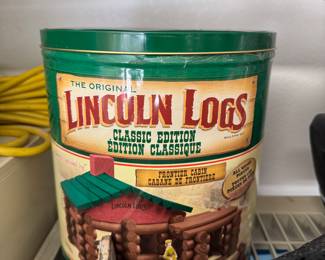 THE ORIGINAL
LINCOLN LOGS
CLASSIC EDITION
ÉDITION CLASSIQUE
FRONTIER CABIN
CABANE DE FRONTIÈRE
LINCOLN LOGS